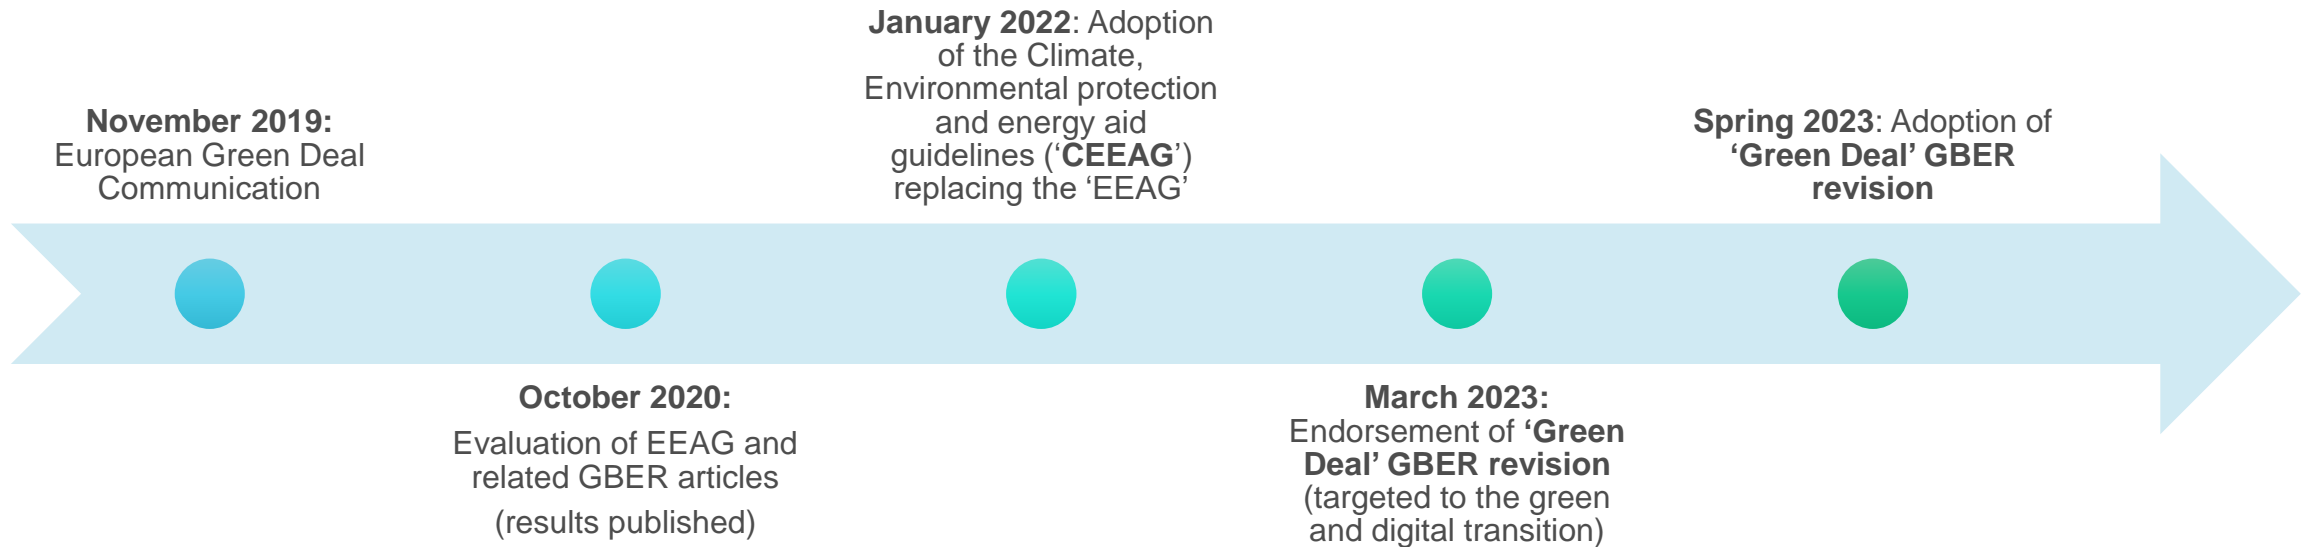 November 2019:
European Green Deal
Communication
October 2020:
Evaluation of EEAG and
related GBER articles
(results published)
January 2022: Adoption
of the Climate,
Environmental protection
and energy aid
guidelines (‘CEEAG’)
replacing the ‘EEAG’
March 2023:
Endorsement of ‘Green
Deal’ GBER revision
(targeted to the green
and digital transition)
Spring 2023: Adoption of
‘Green Deal’ GBER
revision